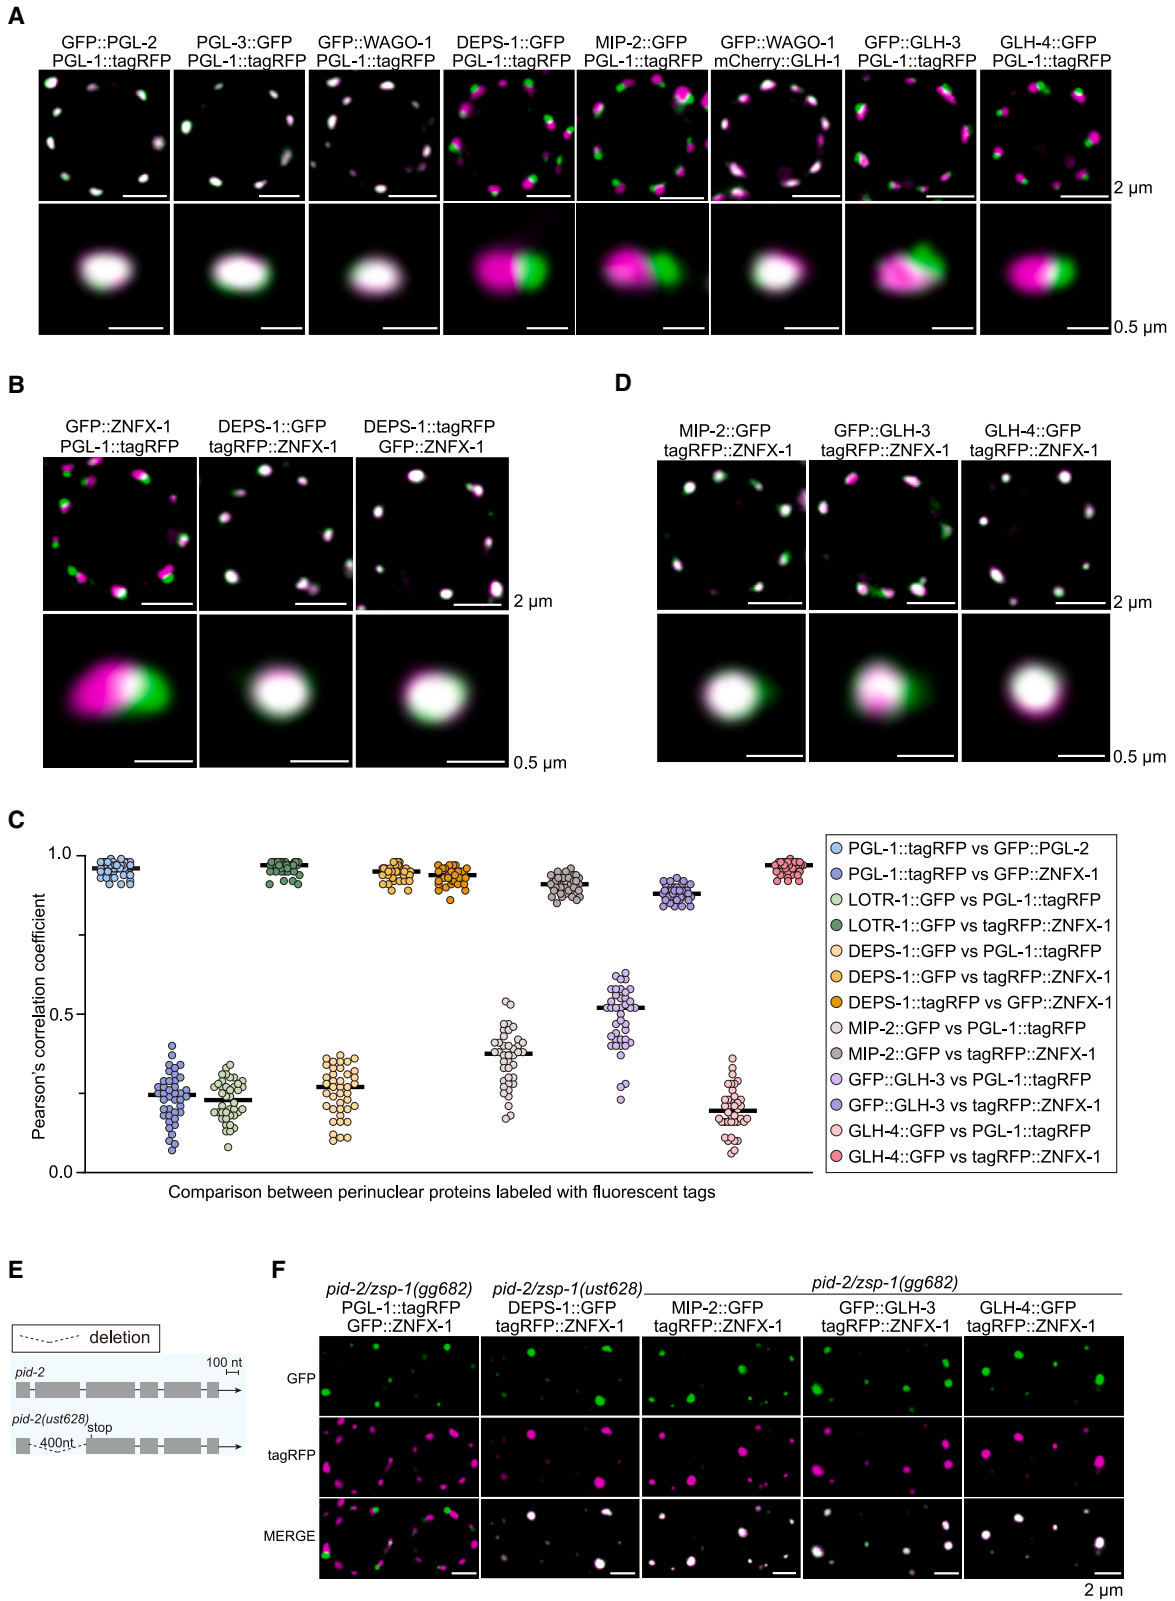 A
GFP::PGL-2 PGL-3::GFP GFP::WAGO-1 DEPS-1::GFP MIP-2::GFP GFP::WAGO-1 GFP::GLH-3 GLH-4::GFP
PGL-1::tagRFP PGL-1::tagRFP PGL-1::tagRFP PGL-1::tagRFP PGL-1::tagRFP mCherry::GLH-1 PGL-1::tagRFP PGL-1::tagRFP
2 µm
0.5 µm
B
GFP::ZNFX-1 DEPS-1::GFP DEPS-1::tagRFP
PGL-1::tagRFP tagRFP::ZNFX-1 GFP::ZNFX-1
2 µm
0.5 µm
D
MIP-2::GFP GFP::GLH-3 GLH-4::GFP
tagRFP::ZNFX-1 tagRFP::ZNFX-1 tagRFP::ZNFX-1
2 µm
0.5 µm
C
Pearson's correlation coefficient
1.0
0.5
0.0
Comparison between perinuclear proteins labeled with fluorescent tags
PGL-1::tagRFP vs GFP::PGL-2
PGL-1::tagRFP vs GFP::ZNFX-1
LOTR-1::GFP vs PGL-1::tagRFP
LOTR-1::GFP vs tagRFP::ZNFX-1
DEPS-1::GFP vs PGL-1::tagRFP
DEPS-1::GFP vs tagRFP::ZNFX-1
DEPS-1::tagRFP vs GFP::ZNFX-1
MIP-2::GFP vs PGL-1::tagRFP
MIP-2::GFP vs tagRFP::ZNFX-1
GFP::GLH-3 vs PGL-1::tagRFP
GFP::GLH-3 vs tagRFP::ZNFX-1
GLH-4::GFP vs PGL-1::tagRFP
GLH-4::GFP vs tagRFP::ZNFX-1
E
deletion
100 nt
pid-2
pid-2(ust628)
stop
400nt
F
pid-2/zsp-1(gg682) pid-2/zsp-1(ust628) pid-2/zsp-1(gg682)
PGL-1::tagRFP DEPS-1::GFP MIP-2::GFP GFP::GLH-3 GLH-4::GFP
GFP::ZNFX-1 tagRFP::ZNFX-1 tagRFP::ZNFX-1 tagRFP::ZNFX-1 tagRFP::ZNFX-1
GFP
tagRFP
MERGE
2 µm